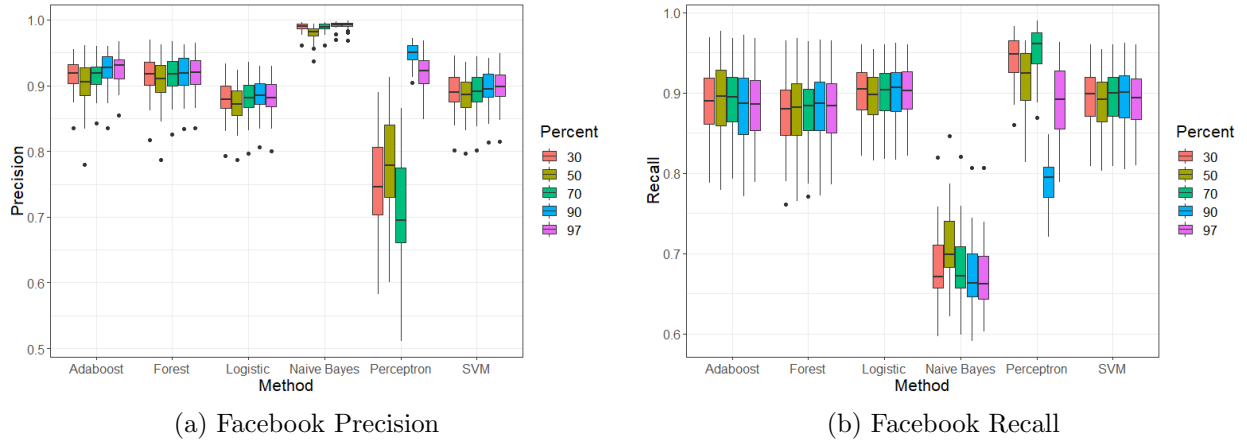 1.0
0.9
0.8
0.7
0.6
0.5
Precision
Adaboost Forest Logistic Naive Bayes Perceptron SVM
Method
Percent
30
50
70
90
97
(a) Facebook Precision
1.0
0.9
0.8
0.7
0.6
Recall
Adaboost Forest Logistic Naive Bayes Perceptron SVM
Method
Percent
30
50
70
90
97
(b) Facebook Recall